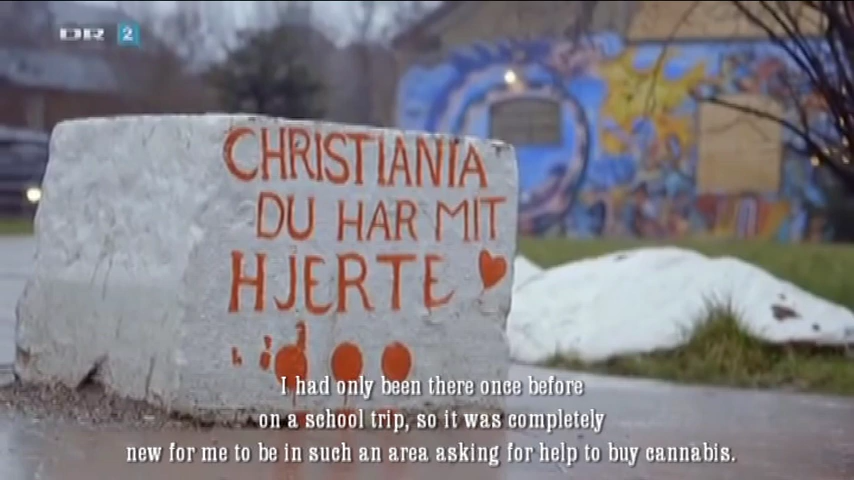 DR 2
CHRISTIANIA
DU HAR MIT
HJERTE
I had only been there once before
on a school trip, so it was completely
new for me to be in such an area asking for help to buy cannabis.